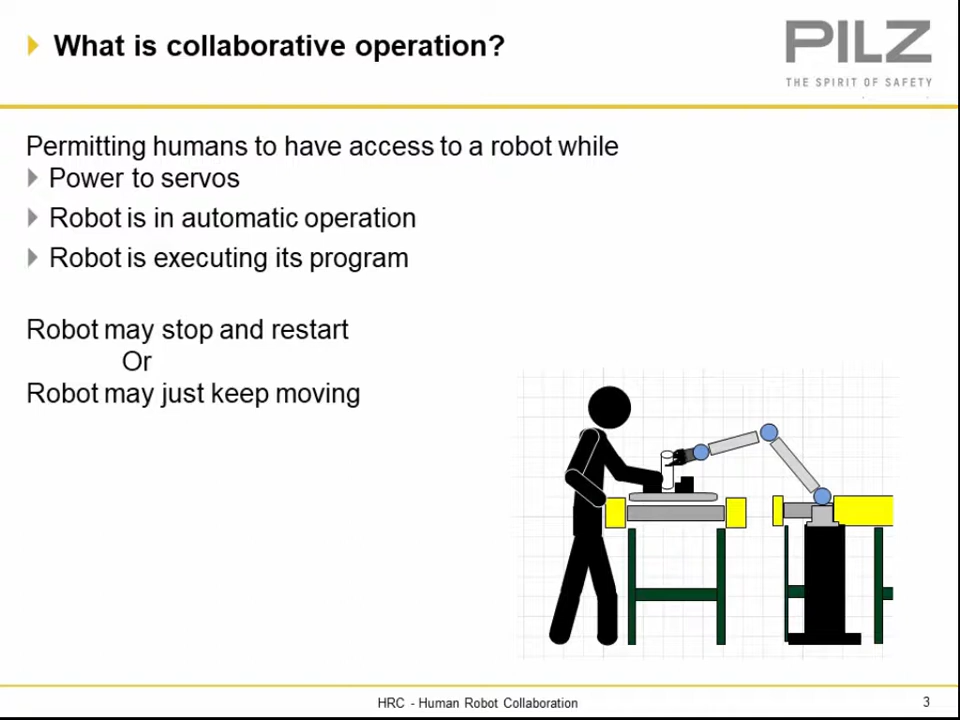 What is collaborative operation?
PILZ
THE SPIRIT OF SAFETY
Permitting humans to have access to a robot while
Power to servos
Robot is in automatic operation
Robot is executing its program
Robot may stop and restart
Or
Robot may just keep moving
HRC - Human Robot Collaboration
3